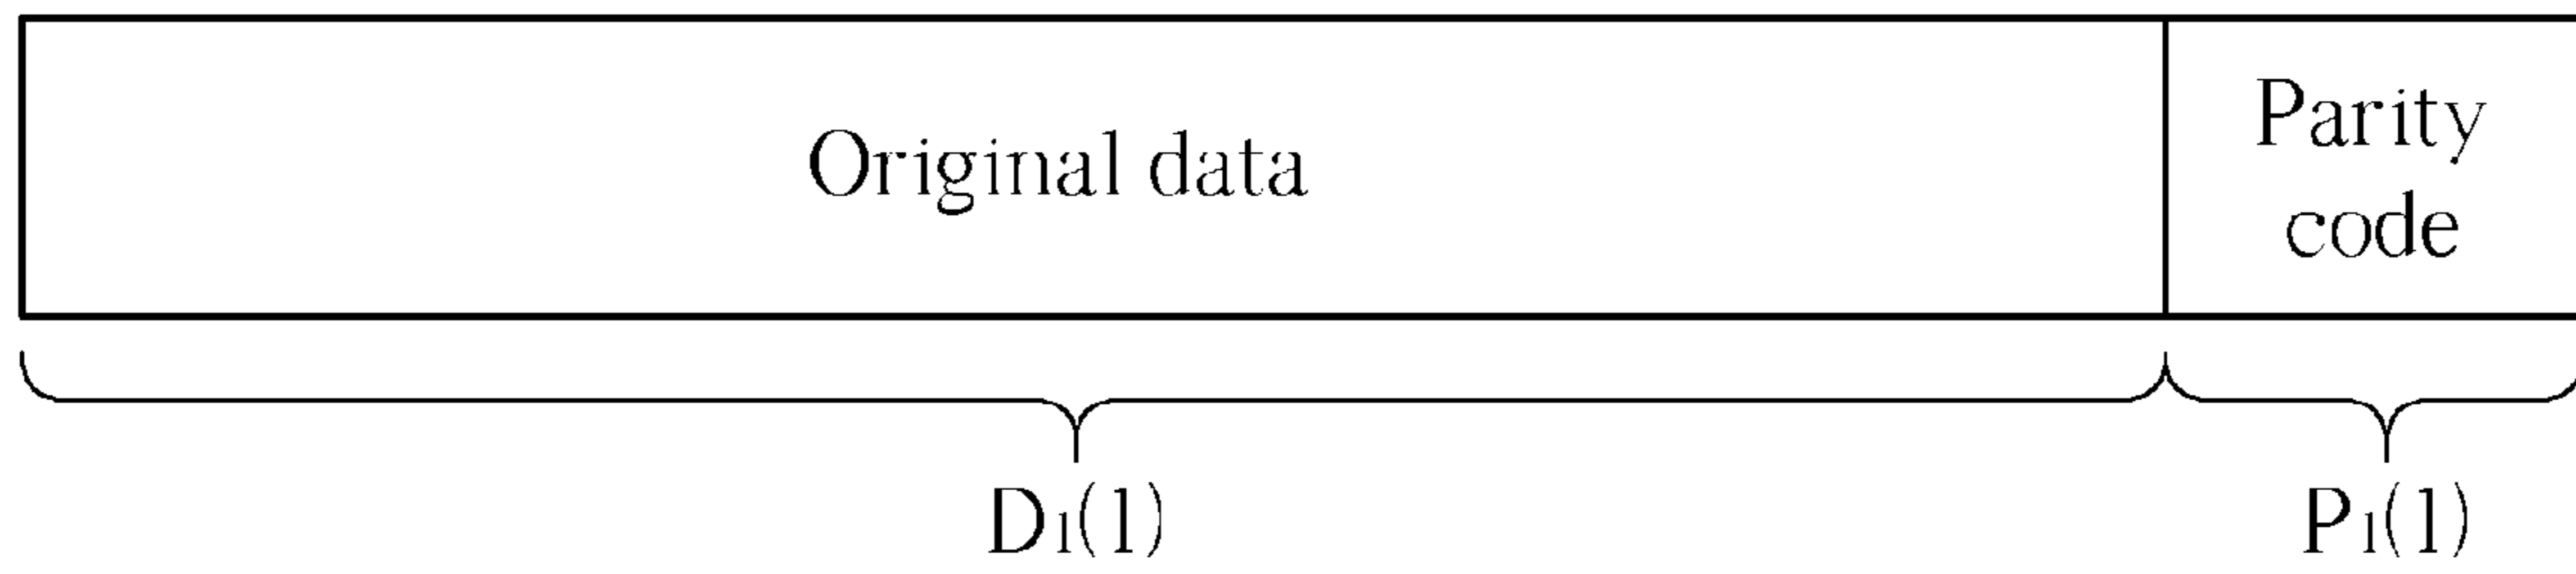 Original data
Parity
code
D1(1)
P1(1)